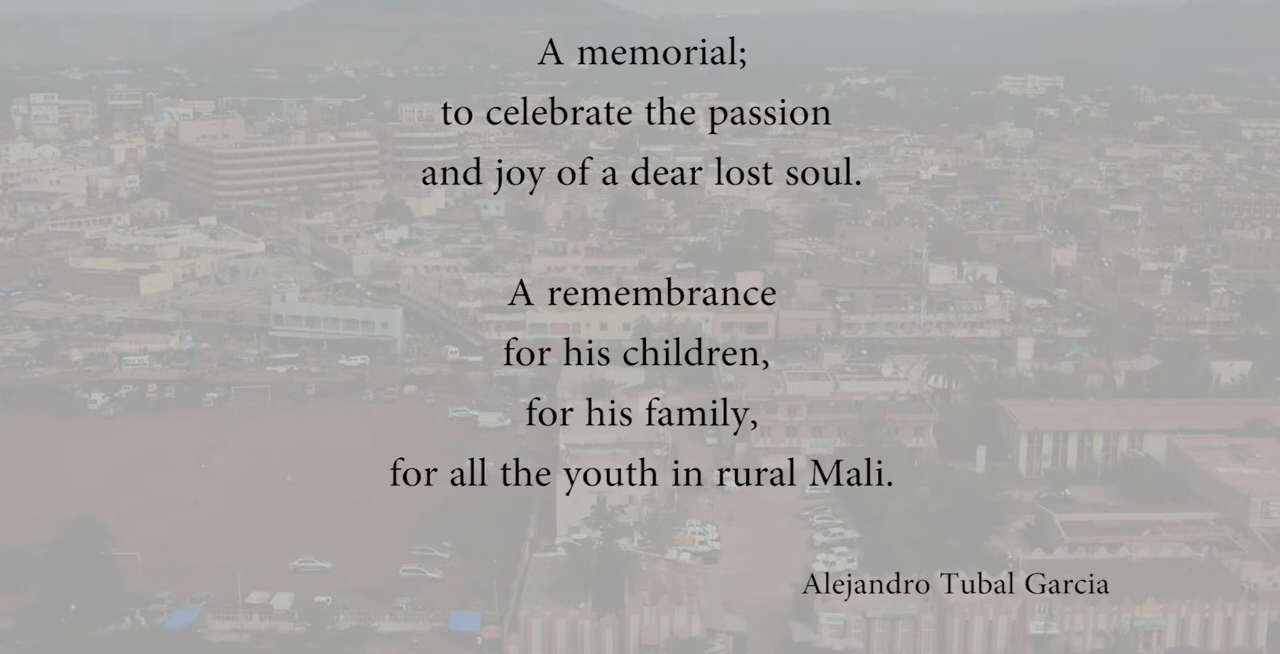 A memorial;
to celebrate the passion
and joy of a dear lost soul.
A remembrance
for his children,
for his family,
for all the youth in rural Mali.
Alejandro Tubal Garcia